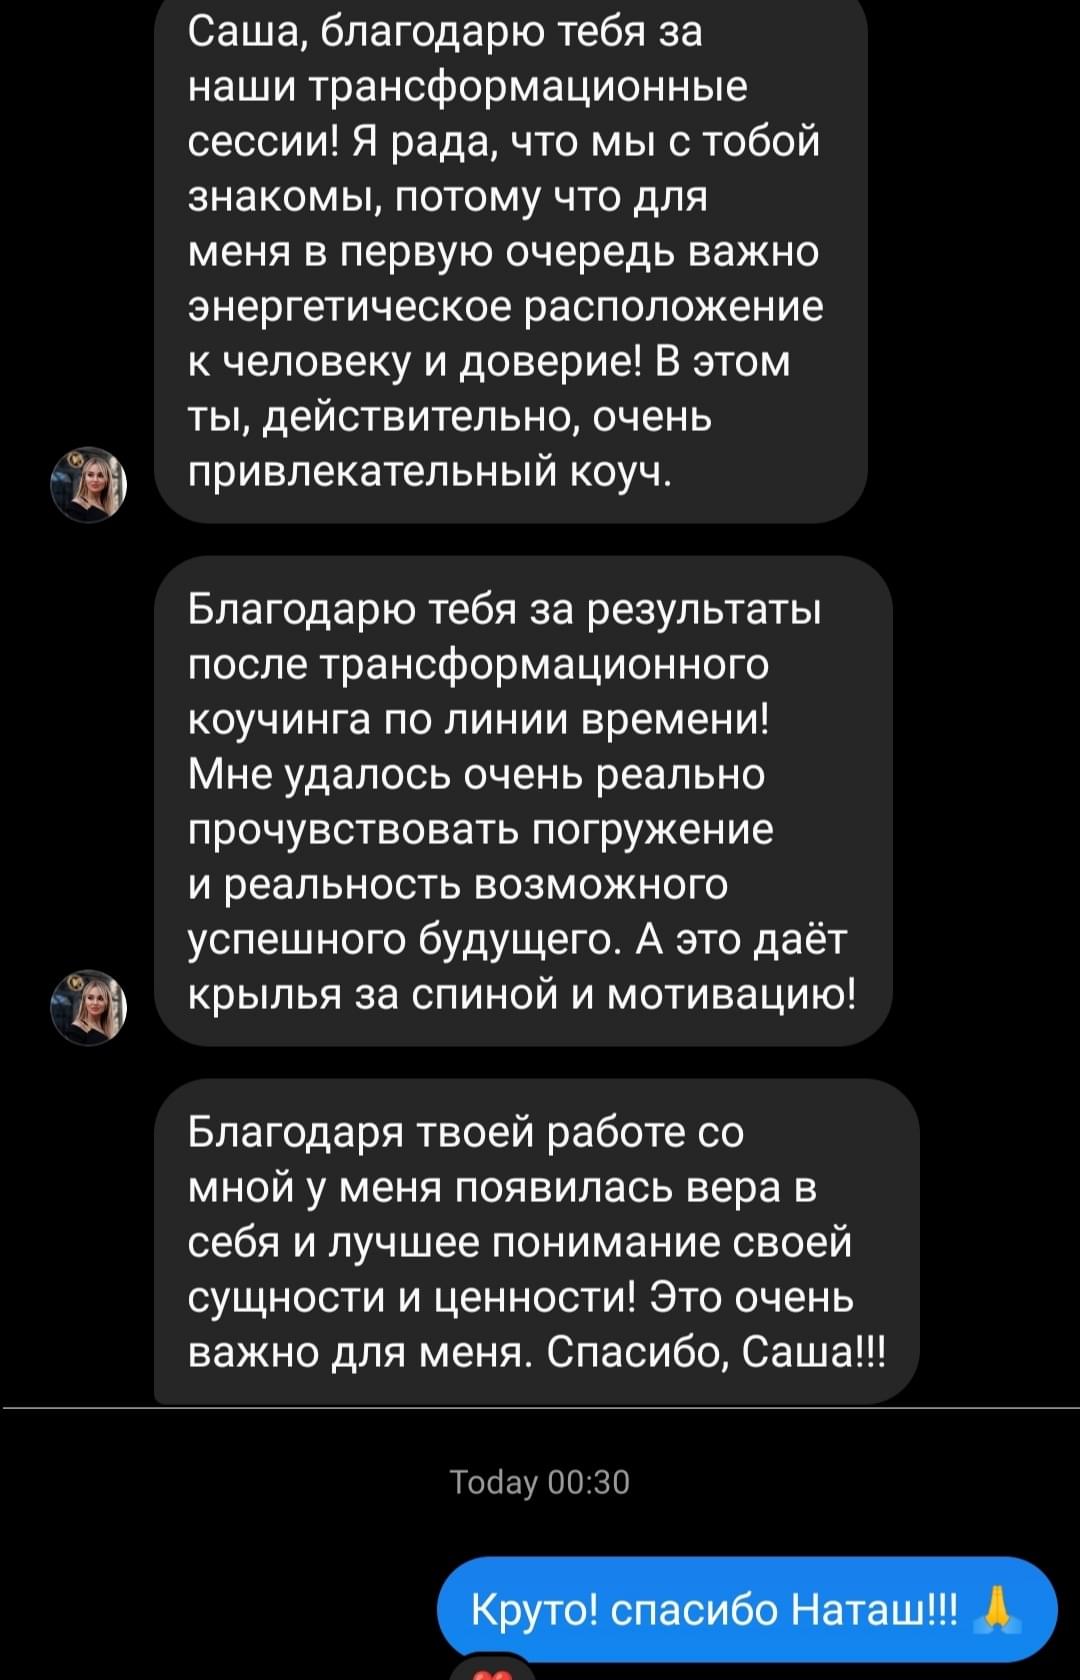 Саша, благодарю тебя за
наши трансформационные
сессии! Я рада, что мы с тобой
знакомы, потому что для
меня в первую очередь важно
энергетическое расположение
к человеку и доверие! В этом
ты, действительно, очень
привлекательный коуч.
Благодарю тебя за результаты
после трансформационного
коучинга по линии времени!
Мне удалось очень реально
прочувствовать погружение
и реальность возможного
успешного будущего. А это даёт
крылья за спиной и мотивацию!
Благодаря твоей работе со
мной у меня появилась вера в
себя и лучшее понимание своей
сущности и ценности! Это очень
важно для меня. Спасибо, Саша!!!
Today 00:30
Круто! спасибо Наташ!!! 🙏